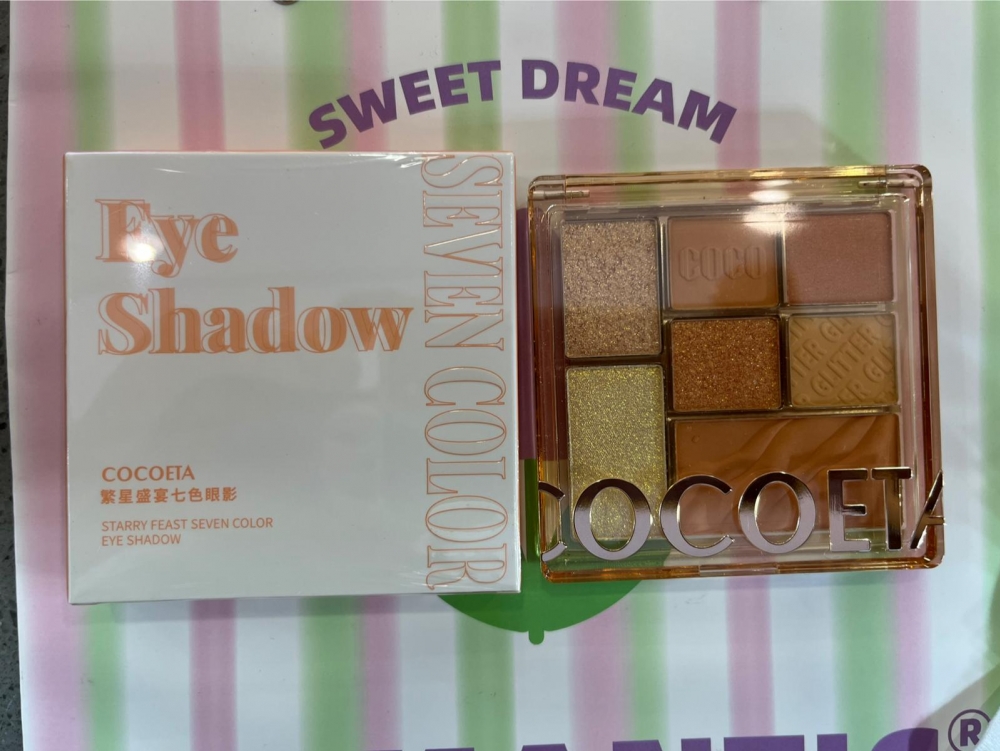 SWEET DREAM
Eye
Shadow
SEVEN COLOR
COCOETA
繁星盛宴七色眼影
STARRY FEAST SEVEN COLOR
EYE SHADOW
COCO
GLITTER
COCOETA
®